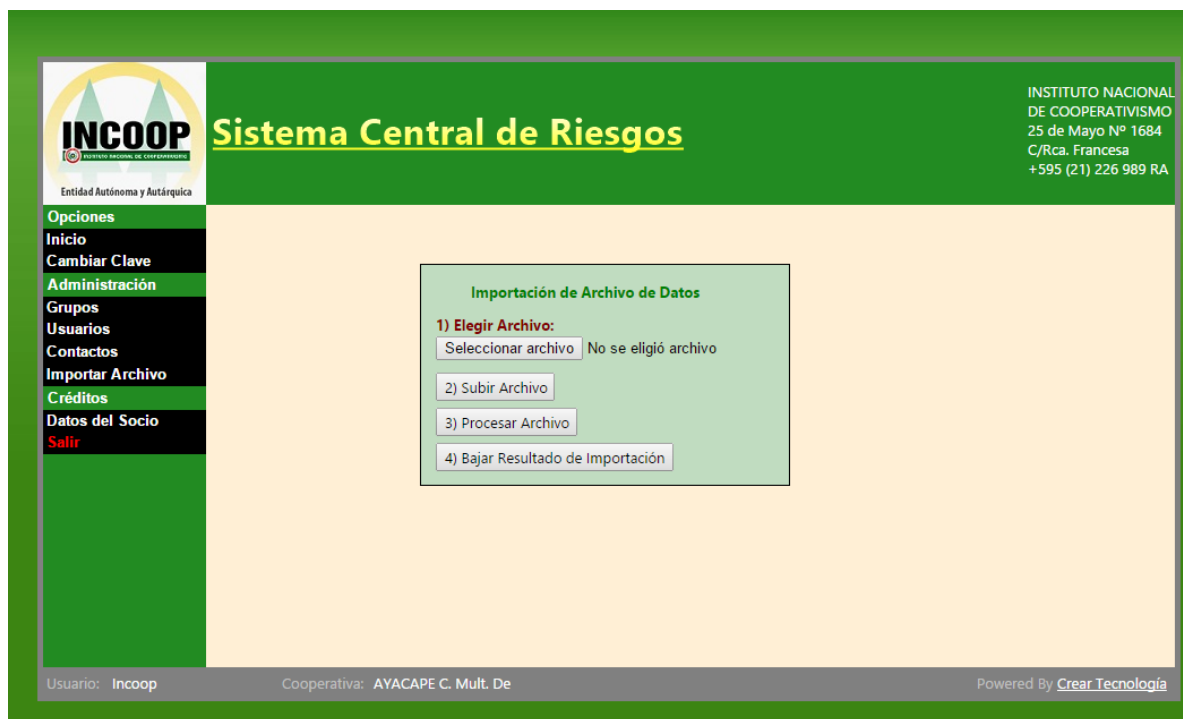 INCOOP
INSTITUTO NACIONAL DE COOPERATIVISMO
Entidad Autónoma y Autárquica
Sistema Central de Riesgos
INSTITUTO NACIONAL
DE COOPERATIVISMO
25 de Mayo Nº 1684
C/Rca. Francesa
+595 (21) 226 989 RA
Opciones
Inicio
Cambiar Clave
Administración
Grupos
Usuarios
Contactos
Importar Archivo
Créditos
Datos del Socio
Salir
Importación de Archivo de Datos
1) Elegir Archivo:
Seleccionar archivo No se eligió archivo
2) Subir Archivo
3) Procesar Archivo
4) Bajar Resultado de Importación
Usuario: Incoop Cooperativa: AYACAPE C. Mult. De Powered By Crear Tecnología